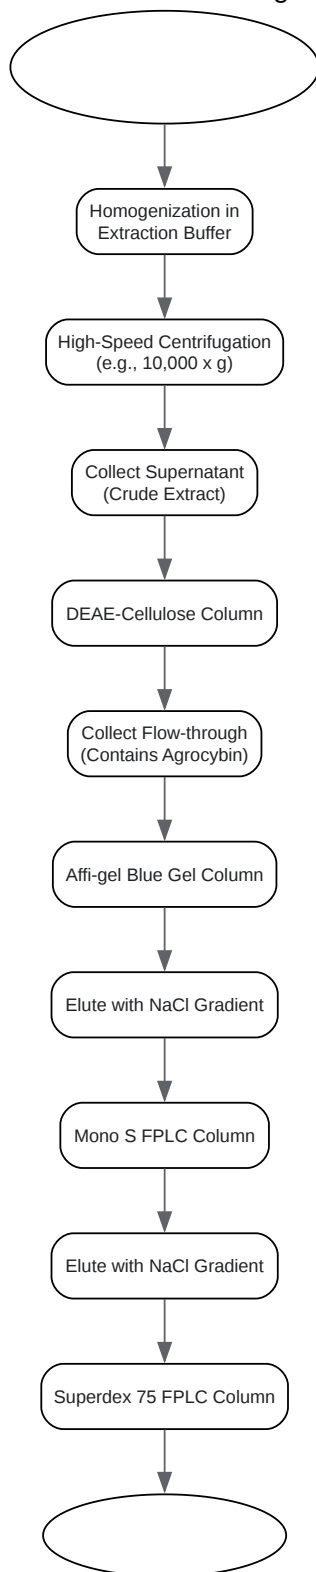 Homogenization in
Extraction Buffer
High-Speed Centrifugation
(e.g., 10,000 x g)
Collect Supernatant
(Crude Extract)
DEAE-Cellulose Column
Collect Flow-through
(Contains Agrocybin)
Affi-gel Blue Gel Column
Elute with NaCl Gradient
Mono S FPLC Column
Elute with NaCl Gradient
Superdex 75 FPLC Column